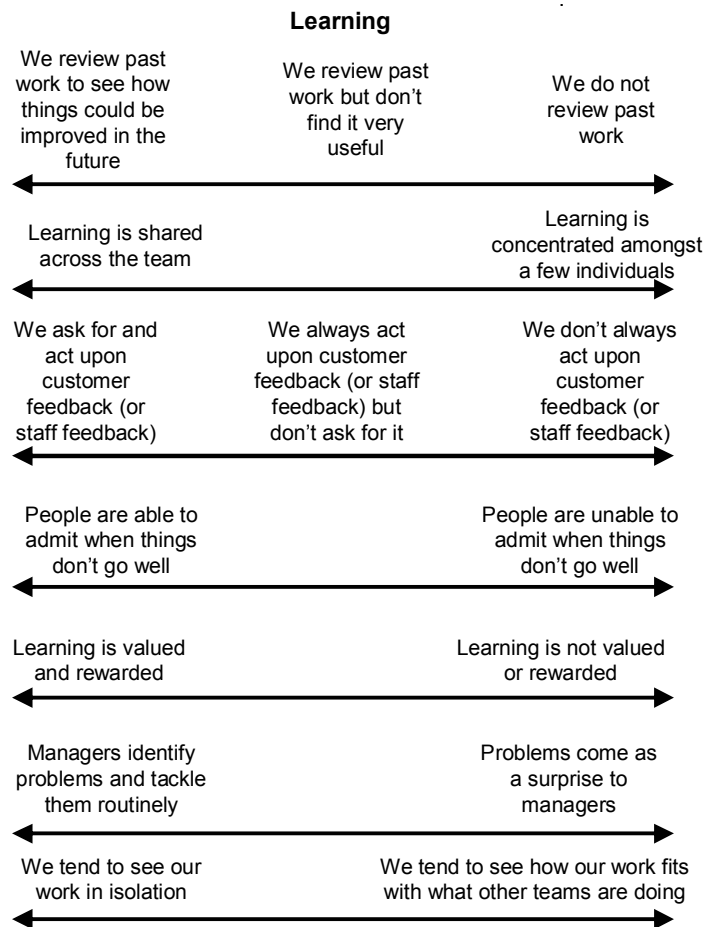 Learning
We review past
work to see how
things could be
improved in the
future
We review past
work but don't
find it very
useful
We do not
review past
work
Learning is shared
across the team
Learning is
concentrated amongst
a few individuals
We ask for and
act upon
customer
feedback (or
staff feedback)
We always act
upon customer
feedback (or staff
feedback) but
don't ask for it
We don't always
act upon
customer
feedback (or
staff feedback)
People are able to
admit when things
don't go well
People are unable to
admit when things
don't go well
Learning is valued
and rewarded
Learning is not valued
or rewarded
Managers identify
problems and tackle
them routinely
Problems come as
a surprise to
managers
We tend to see our
work in isolation
We tend to see how our work fits
with what other teams are doing